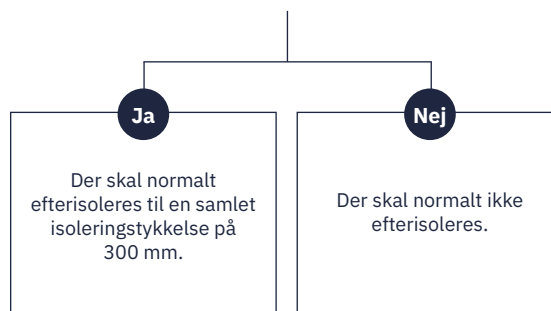 Ja
Der skal normalt
efterisoleres til en samlet
isoleringstykkelse på
300 mm.
Nej
Der skal normalt ikke
efterisoleres.